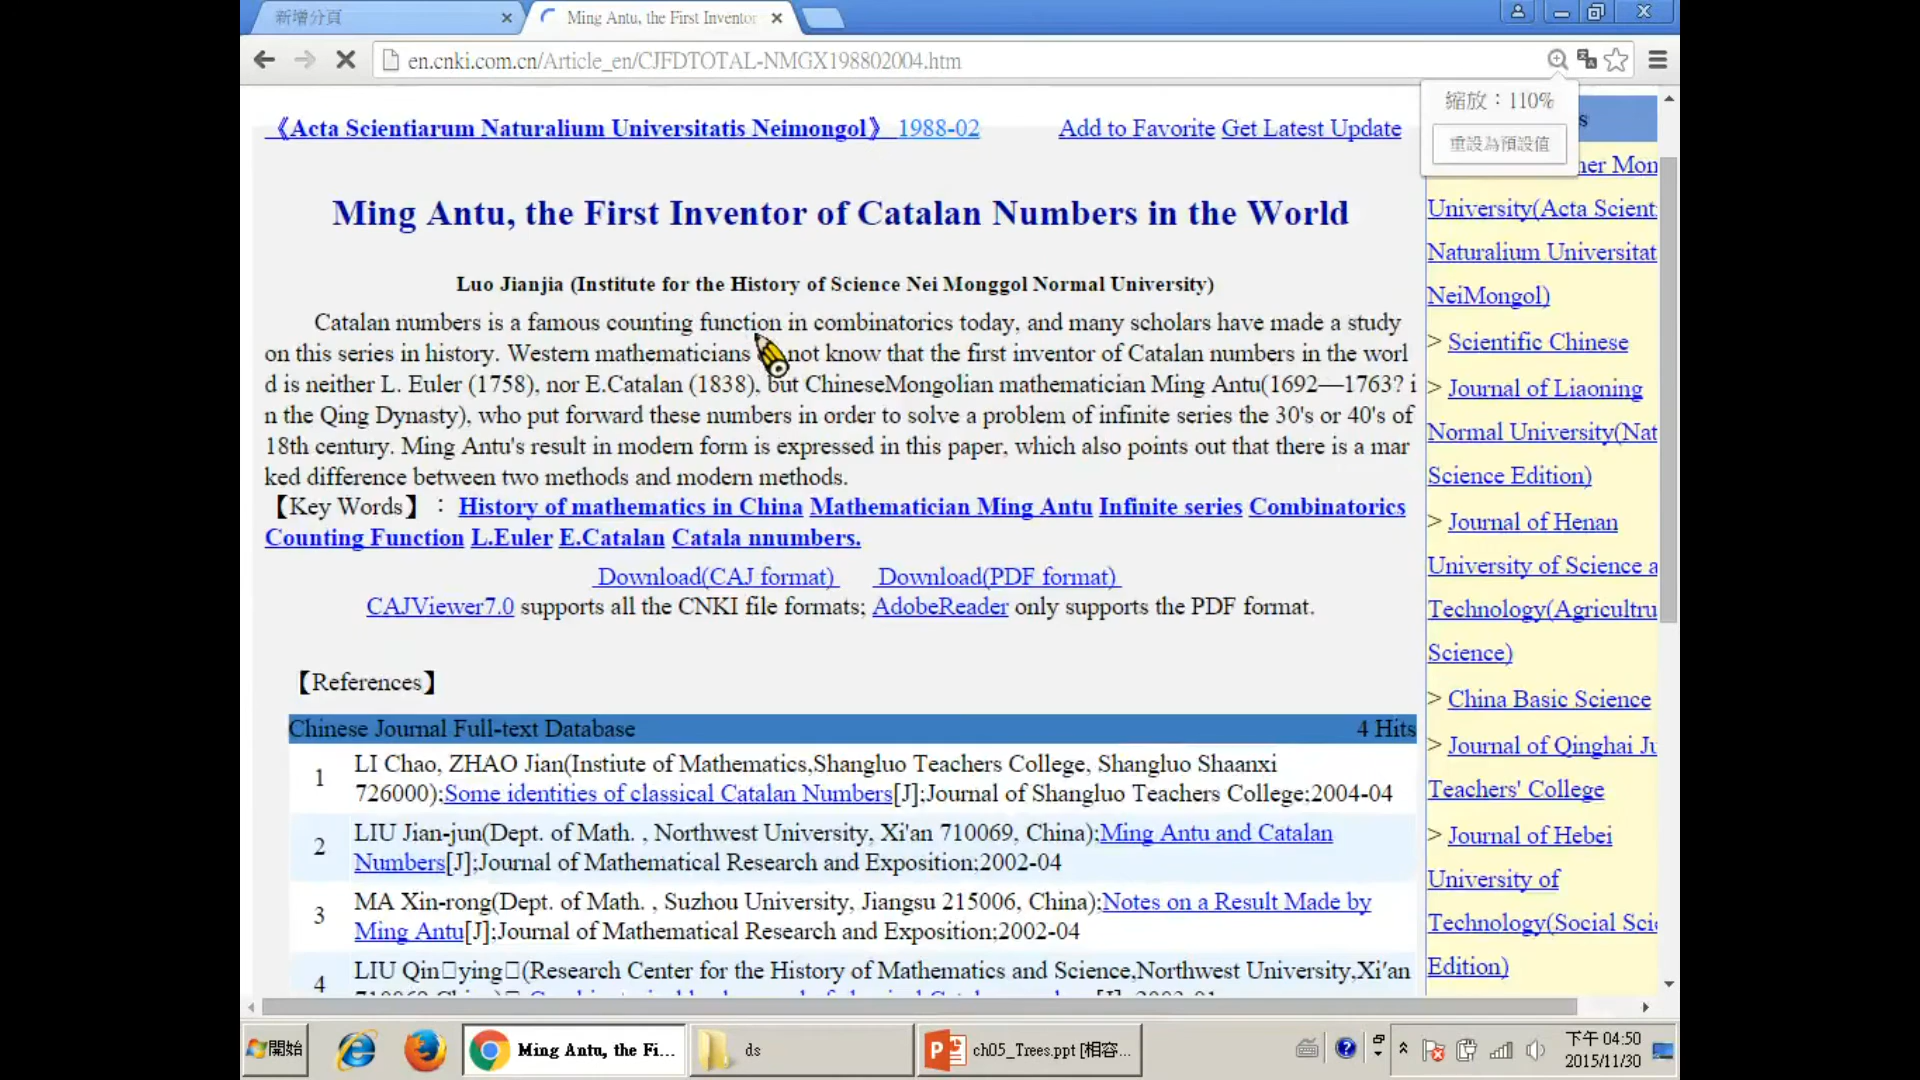 新增分頁
Ming Antu, the First Inventor
en.cnki.com.cn/Article_en/CJFDTOTAL-NMGX198802004.htm
縮放：110%
重設為預設值
《Acta Scientiarum Naturalium Universitatis Neimongol》 1988-02
Add to Favorite Get Latest Update
Ming Antu, the First Inventor of Catalan Numbers in the World
Luo Jianjia (Institute for the History of Science Nei Monggol Normal University)
Catalan numbers is a famous counting function in combinatorics today, and many scholars have made a study
on this series in history. Western mathematicians not know that the first inventor of Catalan numbers in the worl
d is neither L. Euler (1758), nor E.Catalan (1838), but ChineseMongolian mathematician Ming Antu(1692—1763? i
n the Qing Dynasty), who put forward these numbers in order to solve a problem of infinite series the 30's or 40's of
18th century. Ming Antu's result in modern form is expressed in this paper, which also points out that there is a mar
ked difference between two methods and modern methods.
【Key Words】： History of mathematics in China Mathematician Ming Antu Infinite series Combinatorics
Counting Function L.Euler E.Catalan Catala nnumbers.
Download(CAJ format) Download(PDF format)
CAJViewer7.0 supports all the CNKI file formats; AdobeReader only supports the PDF format.
【References】
Chinese Journal Full-text Database 4 Hits
1 LI Chao, ZHAO Jian(Instiute of Mathematics,Shangluo Teachers College, Shangluo Shaanxi
726000);Some identities of classical Catalan Numbers[J];Journal of Shangluo Teachers College;2004-04
2 LIU Jian-jun(Dept. of Math. , Northwest University, Xi'an 710069, China);Ming Antu and Catalan
Numbers[J];Journal of Mathematical Research and Exposition;2002-04
3 MA Xin-rong(Dept. of Math. , Suzhou University, Jiangsu 215006, China);Notes on a Result Made by
Ming Antu[J];Journal of Mathematical Research and Exposition;2002-04
4 LIU Qin□ying□(Research Center for the History of Mathematics and Science,Northwest University,Xi′an
University(Acta Scient
Naturalium Universitat
NeiMongol)
> Scientific Chinese
> Journal of Liaoning
Normal University(Nat
Science Edition)
> Journal of Henan
University of Science a
Technology(Agricultru
Science)
> China Basic Science
> Journal of Qinghai Ju
Teachers' College
> Journal of Hebei
University of
Technology(Social Scie
Edition)
開始
Ming Antu, the Fi...
ds
ch05_Trees.ppt [相容...
下午 04:50
2015/11/30